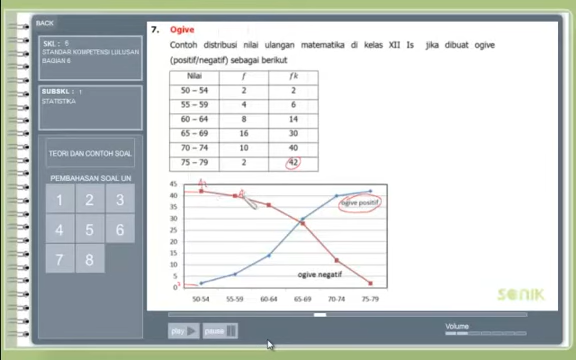 BACK
SKL : 6
STANDAR KOMPETENSI LULUSAN
BAGIAN 6
SUBSKL : 1
STATISTIKA
TEORI DAN CONTOH SOAL
PEMBAHASAN SOAL UN
1 2 3
4 5 6
7 8
7. Ogive
Contoh distribusi nilai ulangan matematika di kelas XII Is jika dibuat ogive
(positif/negatif) sebagai berikut
Nilai f fk
50 – 54 2 2
55 – 59 4 6
60 – 64 8 14
65 – 69 16 30
70 – 74 10 40
75 – 79 2 42
45
40
35
30
25
20
15
10
5
0
ogive positif
ogive negatif
50-54 55-59 60-64 65-69 70-74 75-79
SONIK
play pause
Volume